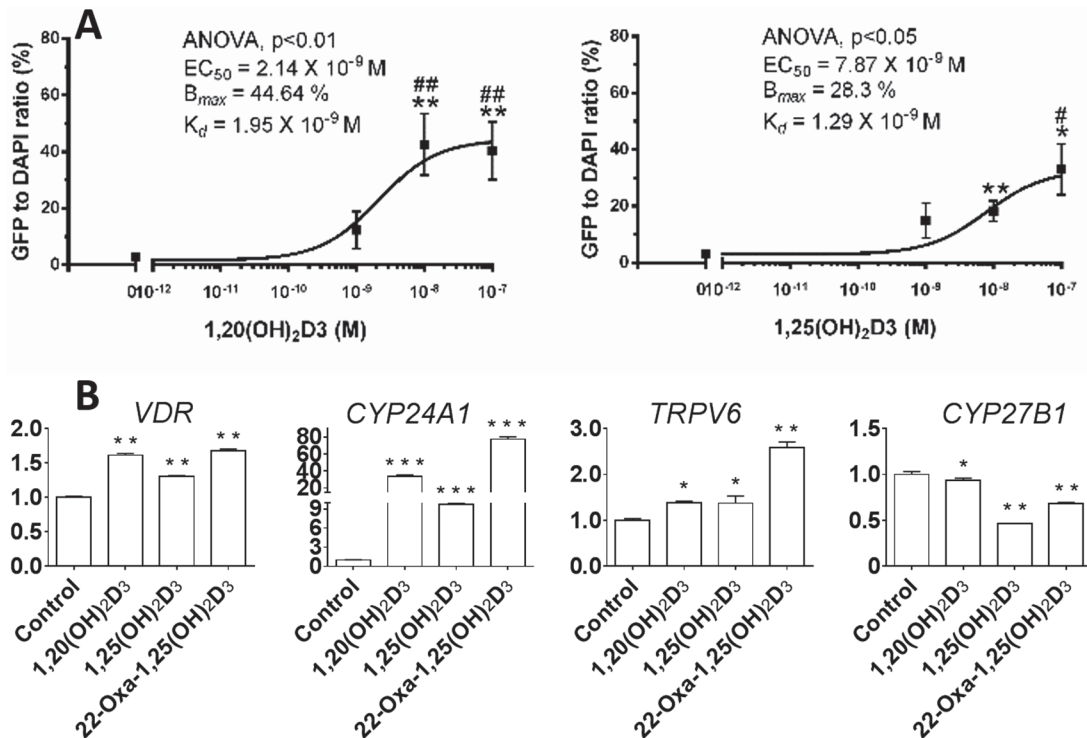 A
ANOVA, p<0.01
EC50 = 2.14 X 10-9 M
Bmax = 44.64 %
Kd = 1.95 X 10-9 M
##
**
##
**
GFP to DAPI ratio (%)
80
60
40
20
0
0 10-12 10-11 10-10 10-9 10-8 10-7
1,20(OH)2D3 (M)
ANOVA, p<0.05
EC50 = 7.87 X 10-9 M
Bmax = 28.3 %
Kd = 1.29 X 10-9 M
**
#
*
GFP to DAPI ratio (%)
80
60
40
20
0
0 10-12 10-11 10-10 10-9 10-8 10-7
1,25(OH)2D3 (M)
B
VDR
2.0
1.5
1.0
0.5
0.0
** ** **
Control
1,20(OH)2D3
1,25(OH)2D3
22-Oxa-1,25(OH)2D3
CYP24A1
80
60
40
20
9
6
3
0
*** *** ***
Control
1,20(OH)2D3
1,25(OH)2D3
22-Oxa-1,25(OH)2D3
TRPV6
3.0
2.0
1.0
0.0
* * **
Control
1,20(OH)2D3
1,25(OH)2D3
22-Oxa-1,25(OH)2D3
CYP27B1
1.5
1.0
0.5
0.0
* ** **
Control
1,20(OH)2D3
1,25(OH)2D3
22-Oxa-1,25(OH)2D3